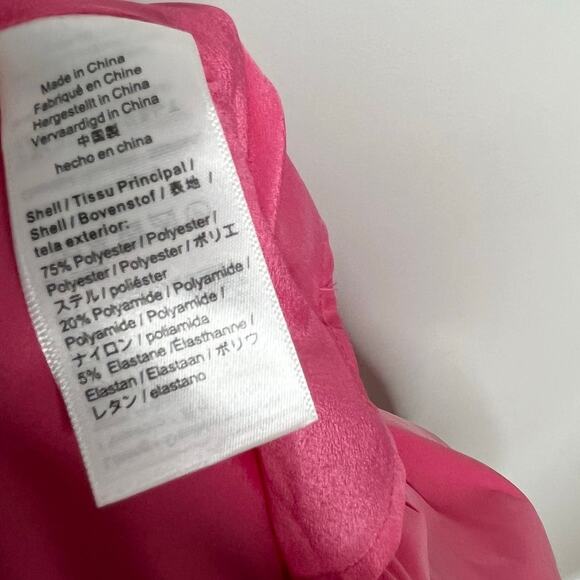 Made in China
Fabriqué en Chine
Hergestellt in China
Vervaardigd in China
中国製
hecho en china
Shell / Tissu Principal /
Shell / Bovenstof / 表地 /
tela exterior:
75% Polyester / Polyester /
Polyester / Polyester / ポリエ
ステル / poliéster
20% Polyamide / Polyamide /
Polyamide / Polyamide /
ナイロン / poliamida
5% Elastane /Élasthanne /
Elastan / Elastaan / ポリウ
レタン / elastano